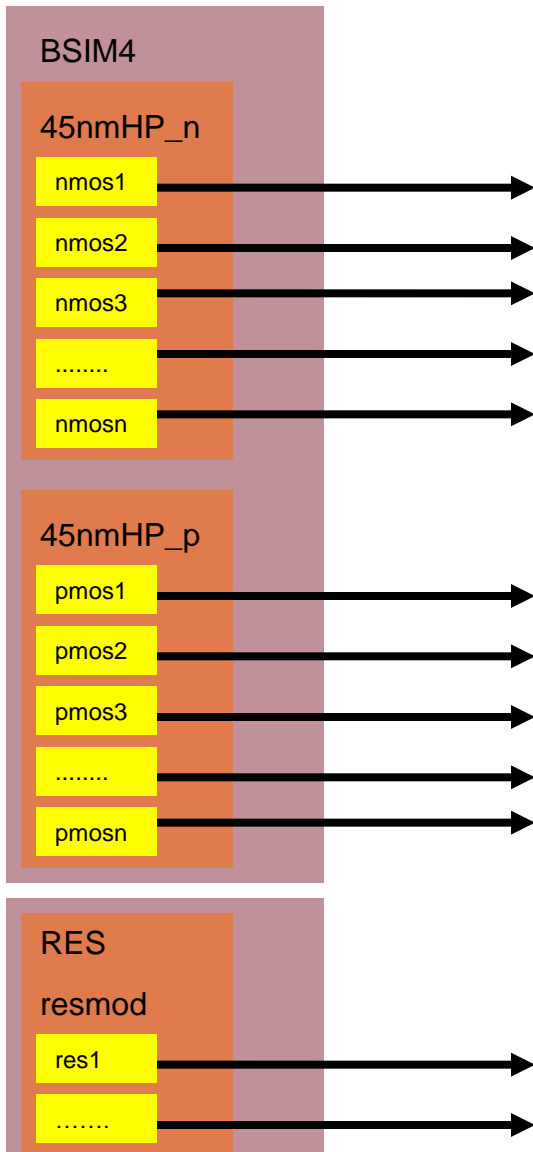 BSIM4
45nmHP_n
nmos1
nmos2
nmos3
........
nmosn
45nmHP_p
pmos1
pmos2
pmos3
........
pmosn
RES
resmod
res1
…….